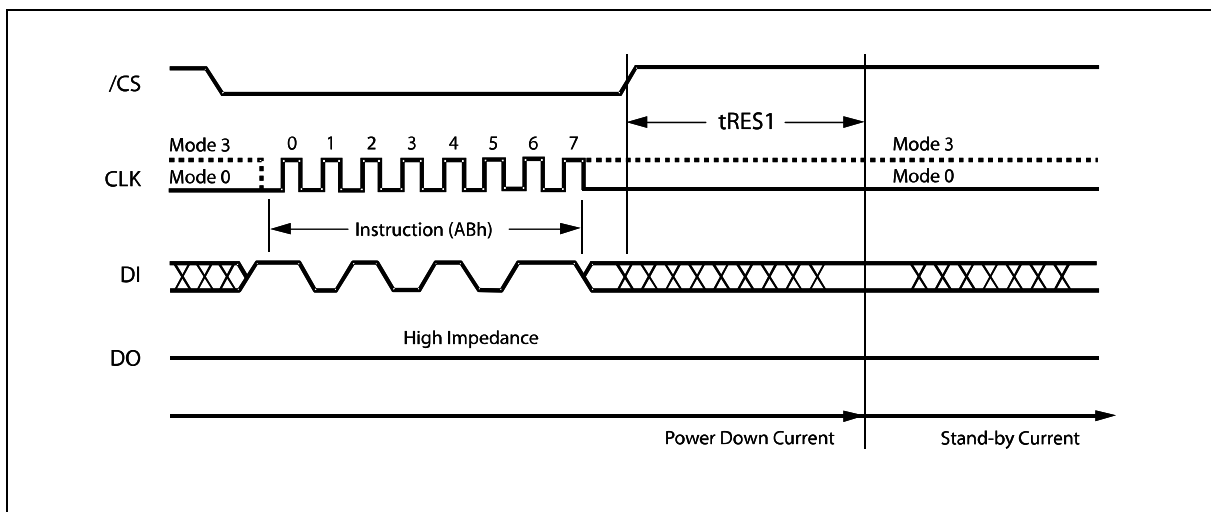 /CS
tRES1
Mode 3 0 1 2 3 4 5 6 7 Mode 3
CLK Mode 0 Mode 0
Instruction (ABh)
DI
High Impedance
DO
Power Down Current Stand-by Current